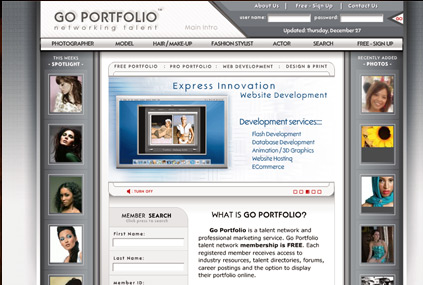 About Us | Free - Sign Up | Contact Us
GO PORTFOLIO™
networking talent
Main Intro
user name: password: GO
Updated: Thursday, December 27
PHOTOGRAPHER MODEL HAIR / MAKE-UP FASHION STYLIST ACTOR SEARCH FREE - SIGN UP
THIS WEEKS
- SPOTLIGHT -
FREE PORTFOLIO | PRO PORTFOLIO | WEB DEVELOPMENT | DESIGN & PRINT
Express Innovation
Website Development
Development services:::
Flash Development
Database Development
Animation / 3D Graphics
Website Hosting
ECommerce
TURN OFF
RECENTLY ADDED
- PHOTOS -
MEMBER SEARCH
Click press to search
First Name:
Last Name:
Member ID:
WHAT IS GO PORTFOLIO?
Go Portfolio is a talent network and
professional marketing service. Go Portfolio
talent network membership is FREE. Each
registered member receives access to
industry resources, talent directories, forums,
career postings and the option to display
their portfolio online.